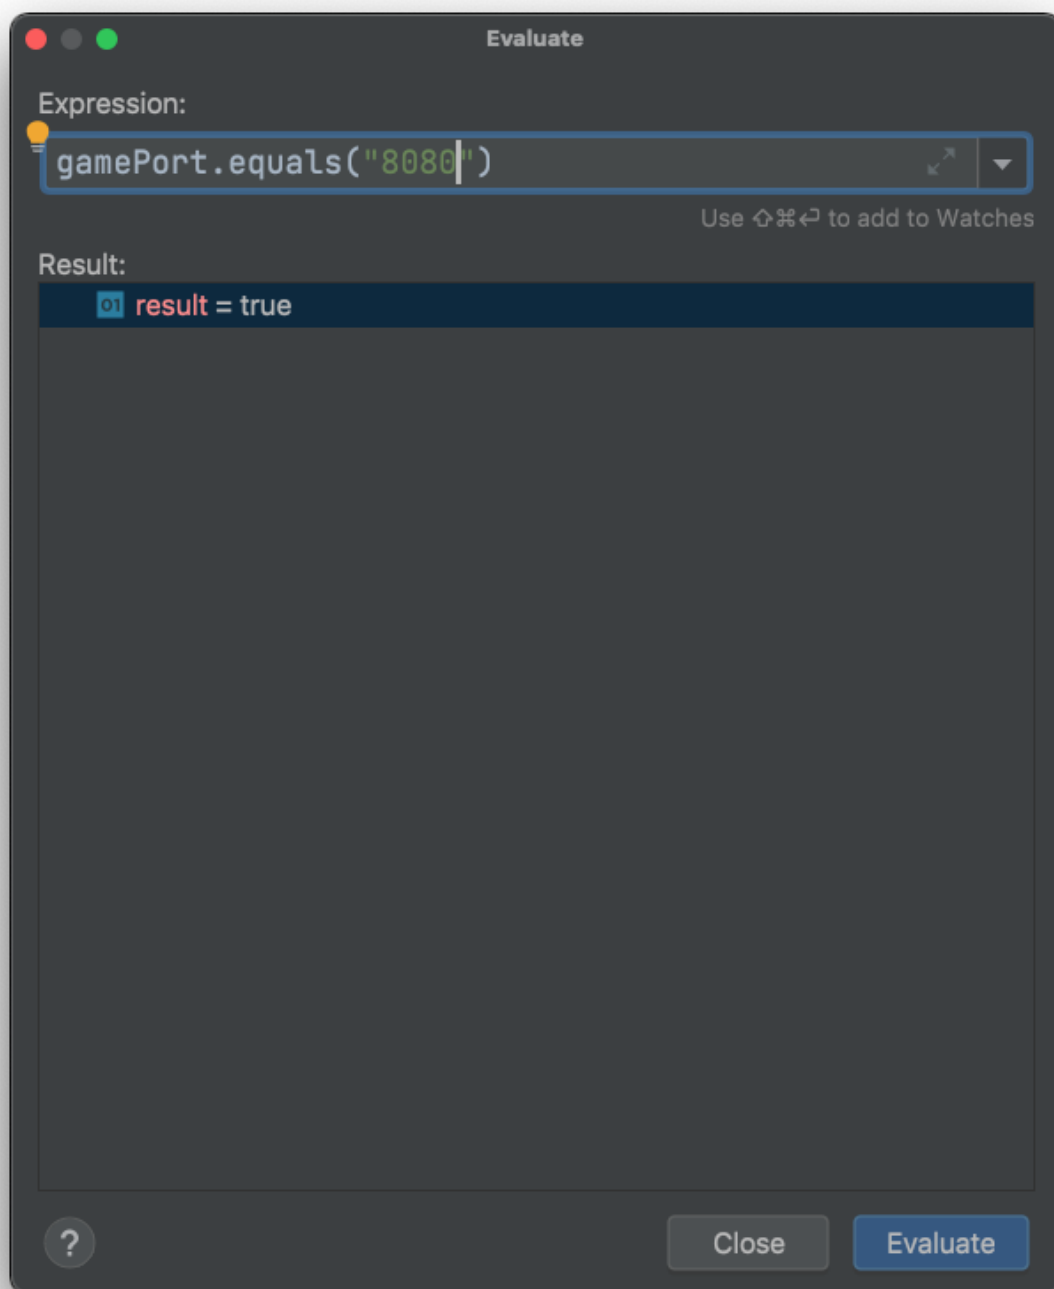 Evaluate
Expression:
gamePort.equals("8080")
Use ⇧⌘↩ to add to Watches
Result:
01 result = true
?
Close
Evaluate